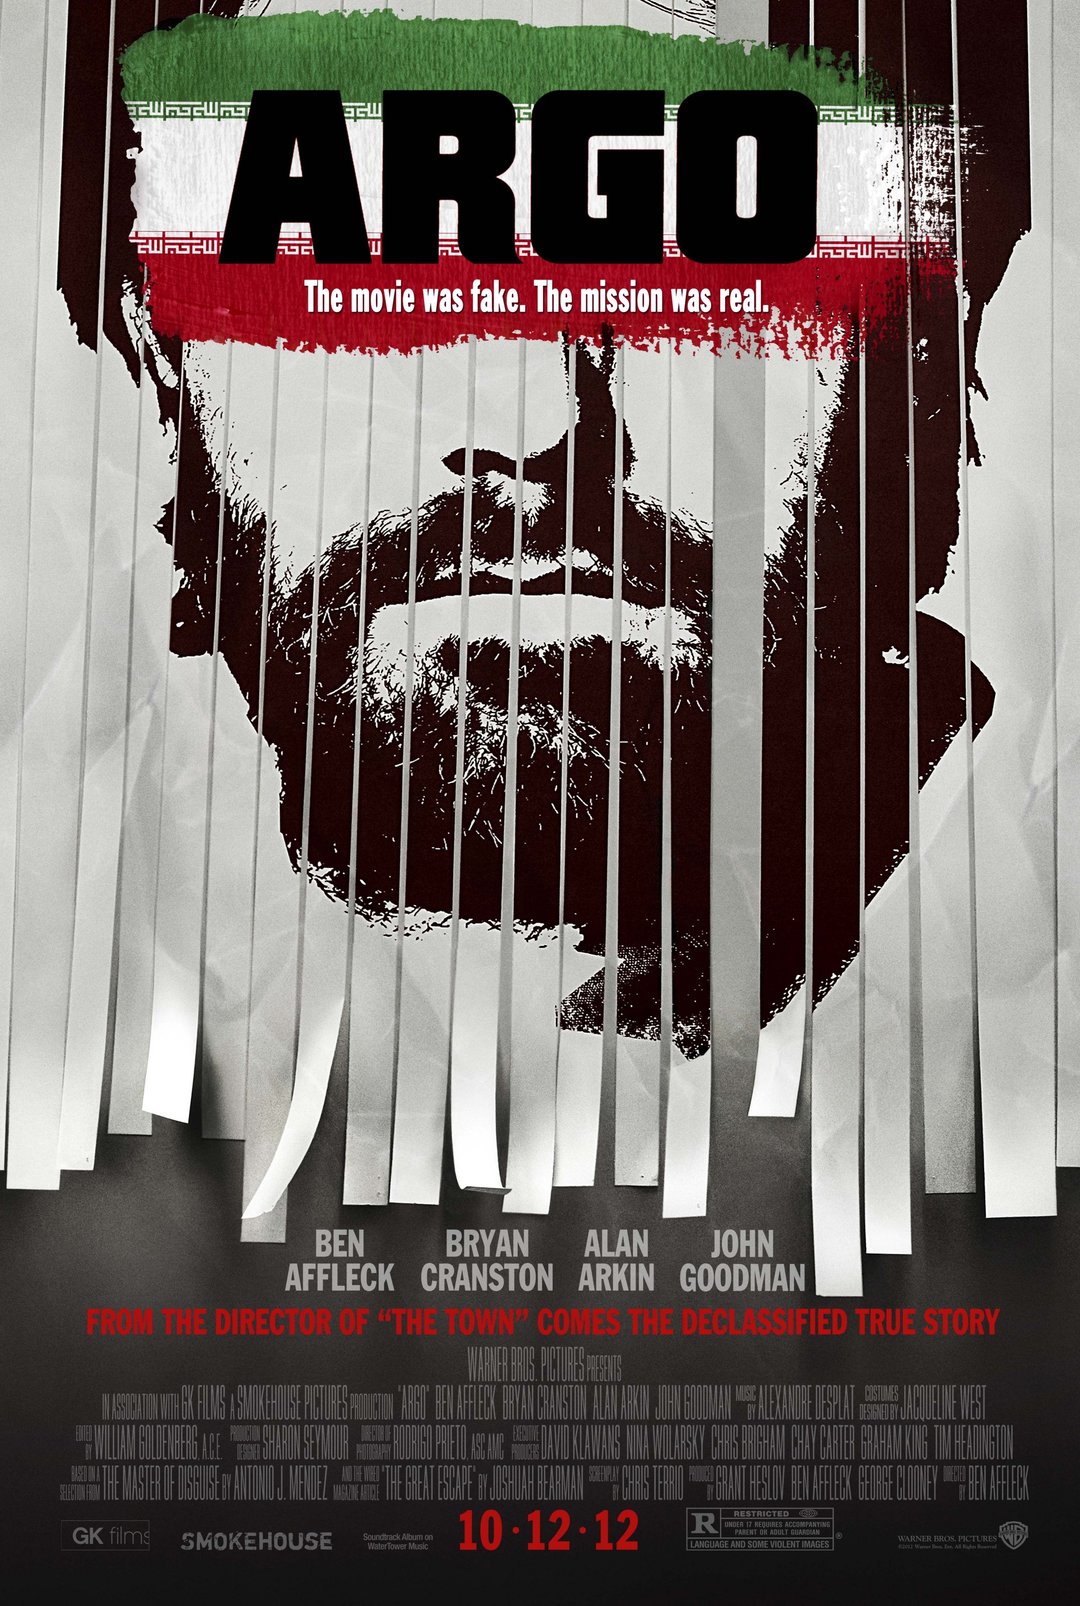 ARGO
The movie was fake. The mission was real.
BEN AFFLECK BRYAN CRANSTON ALAN ARKIN JOHN GOODMAN
FROM THE DIRECTOR OF “THE TOWN” COMES THE DECLASSIFIED TRUE STORY
WARNER BROS. PICTURES PRESENTS
IN ASSOCIATION WITH GK FILMS A SMOKEHOUSE PICTURES PRODUCTION "ARGO" BEN AFFLECK BRYAN CRANSTON ALAN ARKIN JOHN GOODMAN MUSIC BY ALEXANDRE DESPLAT COSTUMES DESIGNED BY JACQUELINE WEST
EDITED BY WILLIAM GOLDENBERG, A.C.E. PRODUCTION DESIGNER SHARON SEYMOUR DIRECTOR OF PHOTOGRAPHY RODRIGO PRIETO, ASC AMC EXECUTIVE PRODUCERS DAVID KLAWANS NINA WOLARSKY CHRIS BRIGHAM CHAY CARTER GRAHAM KING TIM HEADINGTON
BASED ON A SELECTION FROM THE MASTER OF DISGUISE BY ANTONIO J. MENDEZ AND THE WIRED MAGAZINE ARTICLE "THE GREAT ESCAPE" BY JOSHUAH BEARMAN SCREENPLAY BY CHRIS TERRIO PRODUCED BY GRANT HESLOV BEN AFFLECK GEORGE CLOONEY DIRECTED BY BEN AFFLECK
GK films
SMOKEHOUSE
Soundtrack Album on
WaterTower Music
10·12·12
R RESTRICTED
UNDER 17 REQUIRES ACCOMPANYING
PARENT OR ADULT GUARDIAN
LANGUAGE AND SOME VIOLENT IMAGES
®
WARNER BROS. PICTURES
©2012 Warner Bros. Ent. All Rights Reserved
WB